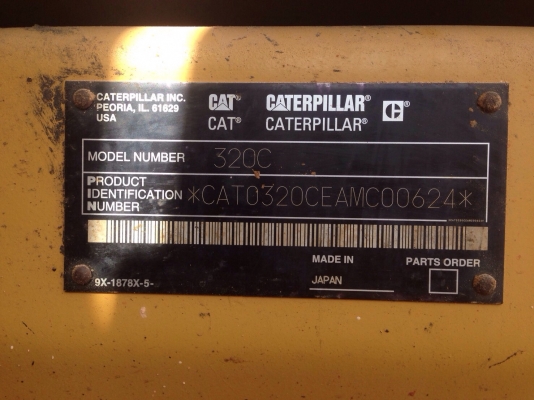 CATERPILLAR INC.
PEORIA, IL. 61629
USA
CAT® CATERPILLAR® C®
CAT® CATERPILLAR®
MODEL NUMBER 320C
PRODUCT
IDENTIFICATION
NUMBER
*CAT0320CEAMC00624*
9X-1878X-5-
MADE IN
JAPAN
PARTS ORDER